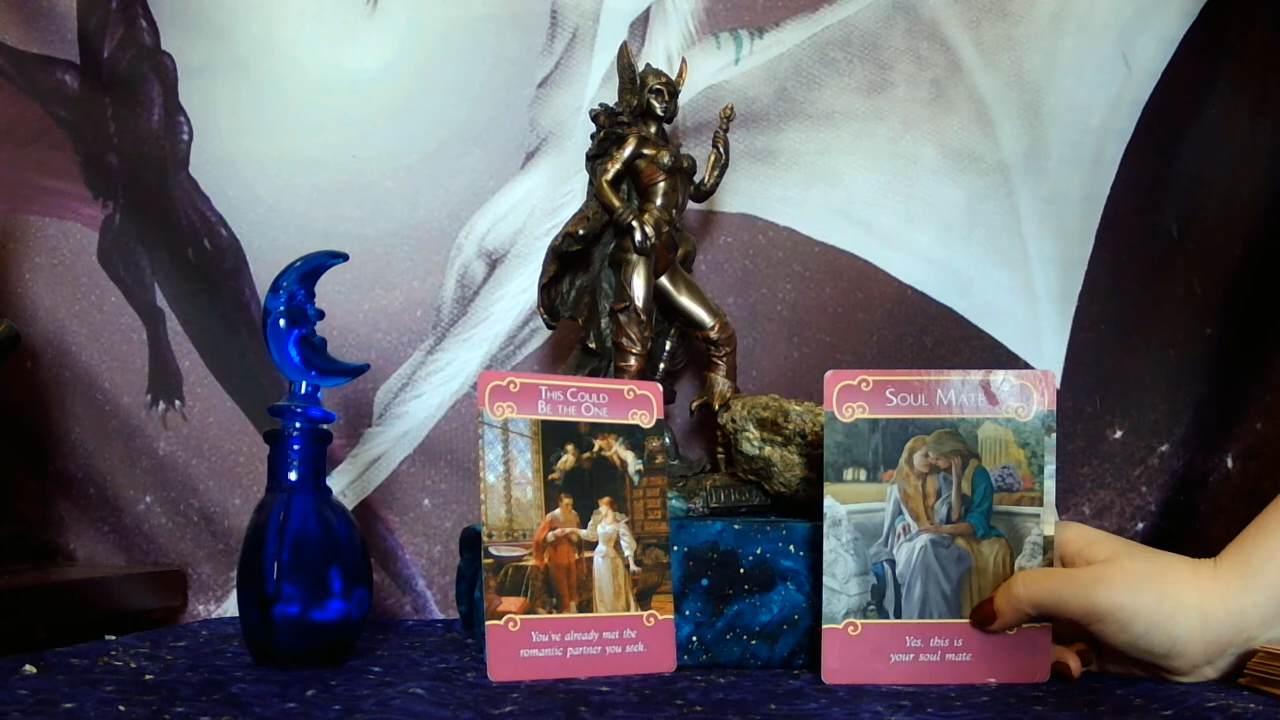 This Could
Be the One
You've already met the
romantic partner you seek.
Soul Mate
Yes, this is
your soul mate.